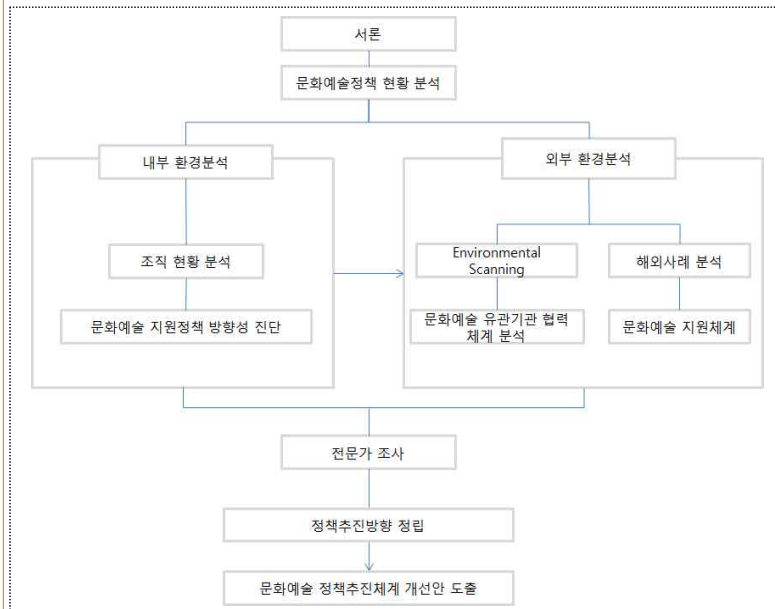 서론
문화예술정책 현황 분석
내부 환경분석
외부 환경분석
조직 현황 분석
문화예술 지원정책 방향성 진단
Environmental
Scanning
해외사례 분석
문화예술 유관기관 협력
체계 분석
문화예술 지원체계
전문가 조사
정책추진방향 정립
문화예술 정책추진체계 개선안 도출